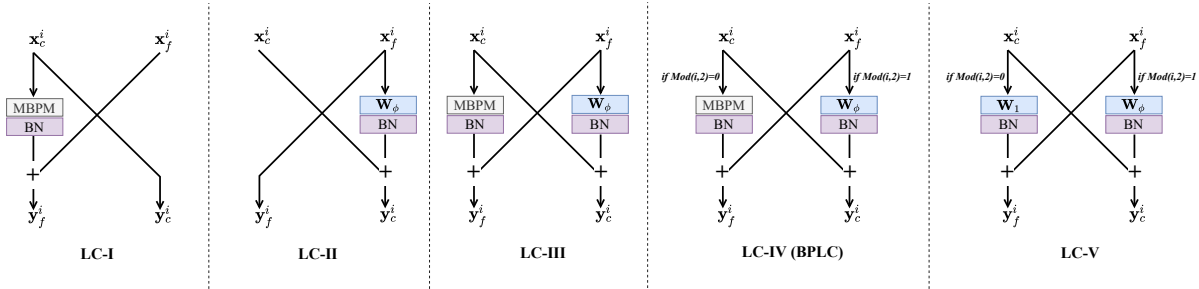 x_c^i x_f^i
MBPM
BN
+
y_f^i y_c^i
LC-I
x_c^i x_f^i
W_ϕ
BN
+
y_f^i y_c^i
LC-II
x_c^i x_f^i
MBPM W_ϕ
BN BN
+ +
y_f^i y_c^i
LC-III
x_c^i x_f^i
if Mod(i,2)=0 if Mod(i,2)=1
MBPM W_ϕ
BN BN
+ +
y_f^i y_c^i
LC-IV (BPLC)
x_c^i x_f^i
if Mod(i,2)=0 if Mod(i,2)=1
W_1 W_ϕ
BN BN
+ +
y_f^i y_c^i
LC-V